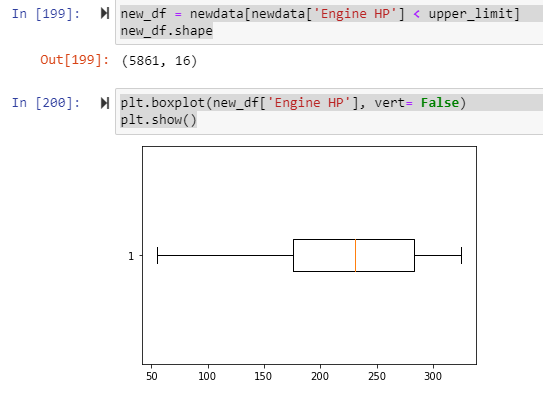 In [199]: new_df = newdata[newdata['Engine HP'] < upper_limit]
new_df.shape
Out[199]: (5861, 16)
In [200]: plt.boxplot(new_df['Engine HP'], vert= False)
plt.show()
1
50 100 150 200 250 300